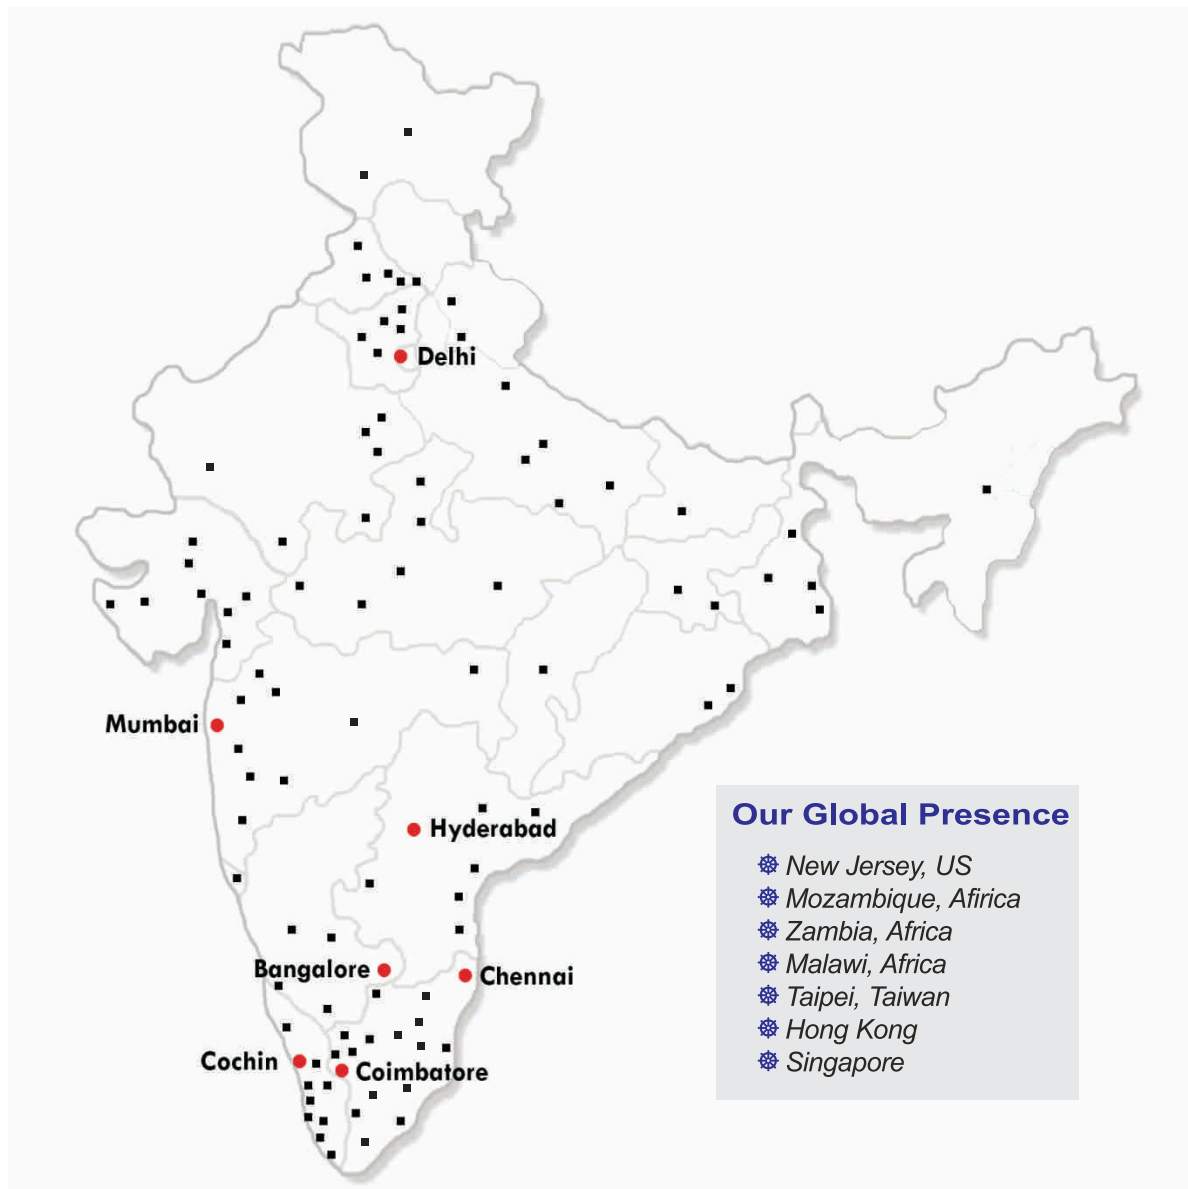 Delhi
Mumbai
Hyderabad
Bangalore
Chennai
Cochin
Coimbatore
Our Global Presence
New Jersey, US
Mozambique, Afirica
Zambia, Africa
Malawi, Africa
Taipei, Taiwan
Hong Kong
Singapore